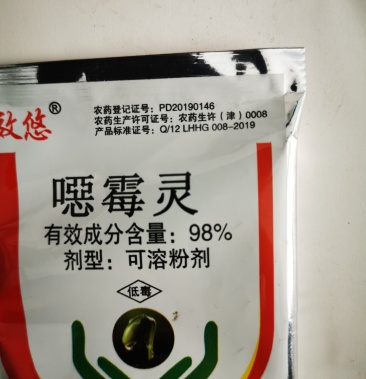 农药登记证号：PD20190146
农药生产许可证号：农药生许（津）0008
产品标准证号：Q/12 LHHG 008-2019
悠®
噁霉灵
有效成分含量：98%
剂型：可溶粉剂
低毒